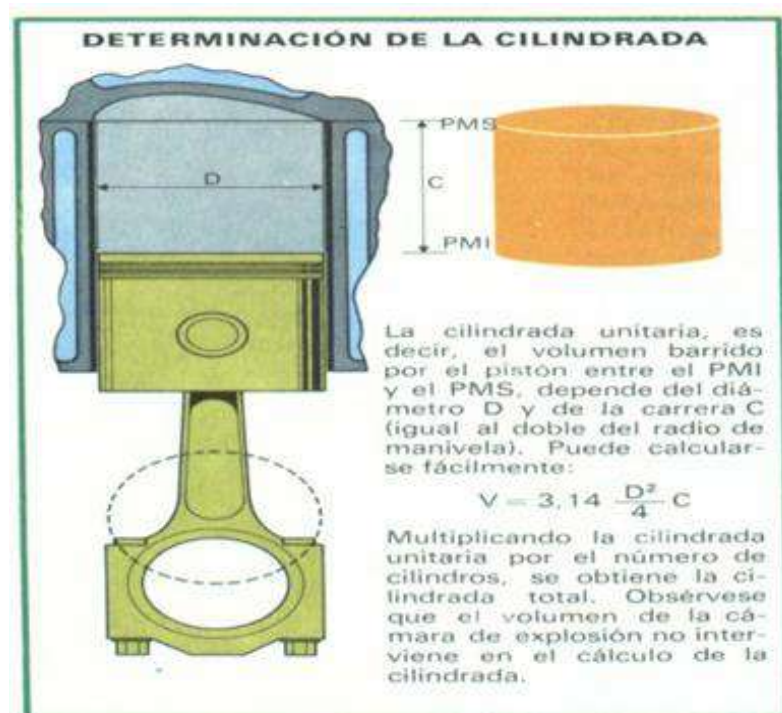 DETERMINACIÓN DE LA CILINDRADA
PMS
D
C
PMI
La cilindrada unitaria, es
decir, el volumen barrido
por el pistón entre el PMI
y el PMS, depende del diá-
metro D y de la carrera C
(igual al doble del radio de
manivela). Puede calcular-
se fácilmente:
V = 3,14 D²/4 C
Multiplicando la cilindrada
unitaria por el número de
cilindros, se obtiene la ci-
lindrada total. Obsérvese
que el volumen de la cá-
mara de explosión no inter-
viene en el cálculo de la
cilindrada.